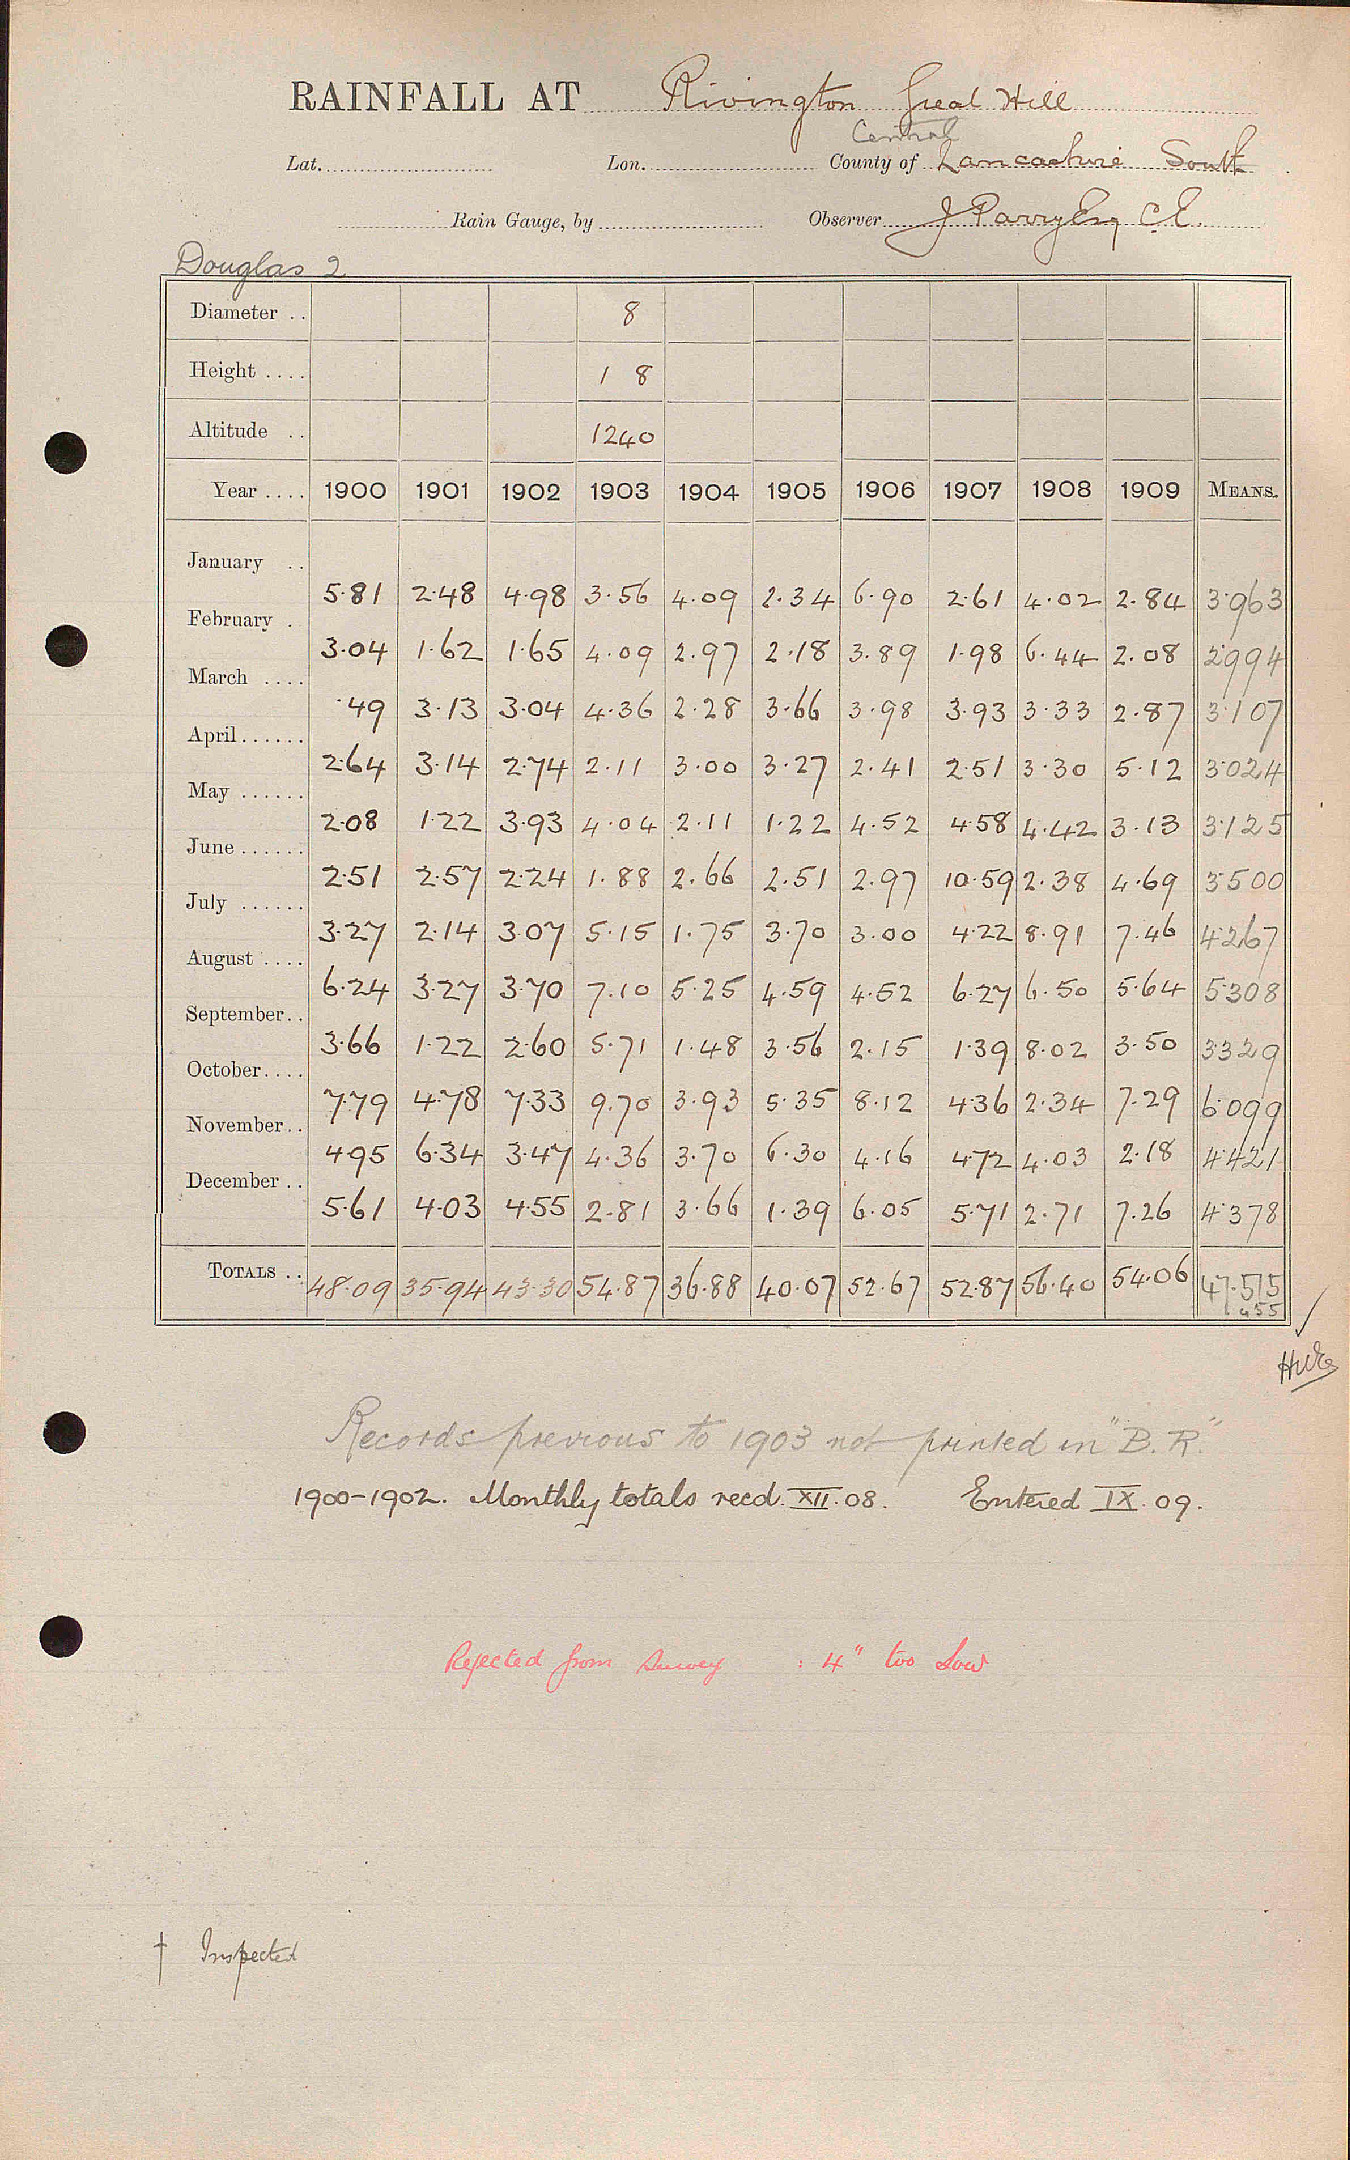 RAINFALL AT Rivington Great Hill
Central
Lat. Lon. County of Lancashire South
Rain Gauge, by Observer J Parry Esq C.E.
Douglas 2
Diameter .. 8
Height .... 1 8
Altitude .. 1240
Year .... 1900 1901 1902 1903 1904 1905 1906 1907 1908 1909 MEANS.
January .. 5.81 2.48 4.98 3.56 4.09 2.34 6.90 2.61 4.02 2.84 3.963
February . 3.04 1.62 1.65 4.09 2.97 2.18 3.89 1.98 6.44 2.08 2.994
March .... .49 3.13 3.04 4.36 2.28 3.66 3.98 3.93 3.33 2.87 3.107
April...... 2.64 3.14 2.74 2.11 3.00 3.27 2.41 2.51 3.30 5.12 3.024
May ...... 2.08 1.22 3.93 4.04 2.11 1.22 4.52 4.58 4.42 3.13 3.125
June ...... 2.51 2.57 2.24 1.88 2.66 2.51 2.97 10.59 2.38 4.69 3.500
July ...... 3.27 2.14 3.07 5.15 1.75 3.70 3.00 4.22 8.91 7.46 4.267
August .... 6.24 3.27 3.70 7.10 5.25 4.59 4.52 6.27 6.50 5.64 5.308
September.. 3.66 1.22 2.60 5.71 1.48 3.56 2.15 1.39 8.02 3.50 3.329
October.... 7.79 4.78 7.33 9.70 3.93 5.35 8.12 4.36 2.34 7.29 6.099
November.. 4.95 6.34 3.47 4.36 3.70 6.30 4.16 4.72 4.03 2.18 4.421
December .. 5.61 4.03 4.55 2.81 3.66 1.39 6.05 5.71 2.71 7.26 4.378
TOTALS .. 48.09 35.94 43.30 54.87 36.88 40.07 52.67 52.87 56.40 54.06 47.515
455
Records previous to 1903 not printed in "B.R."
1900-1902. Monthly totals recd. XII.08. Entered IX.09.
Rejected from Survey : 4" too Low
† Inspected